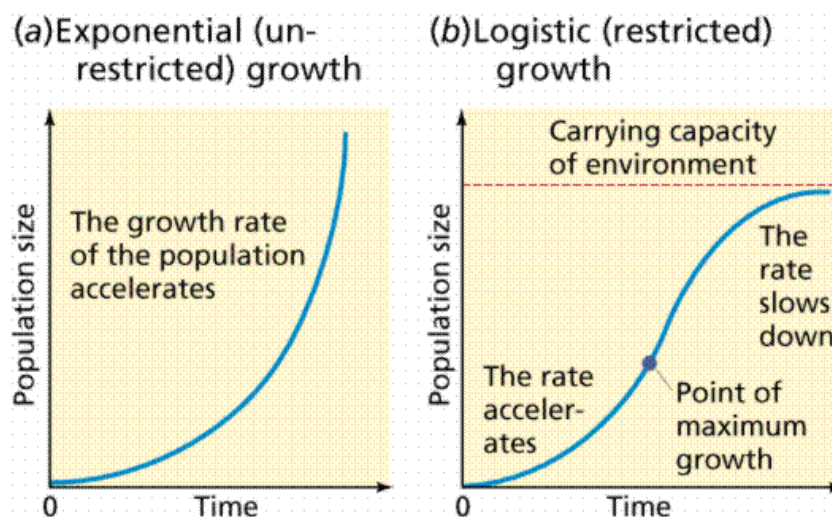 (a)Exponential (un-
restricted) growth
Population size
The growth rate
of the population
accelerates
0
Time
(b)Logistic (restricted)
growth
Population size
Carrying capacity
of environment
The
rate
slows
down
The rate
acceler-
ates
Point of
maximum
growth
0
Time